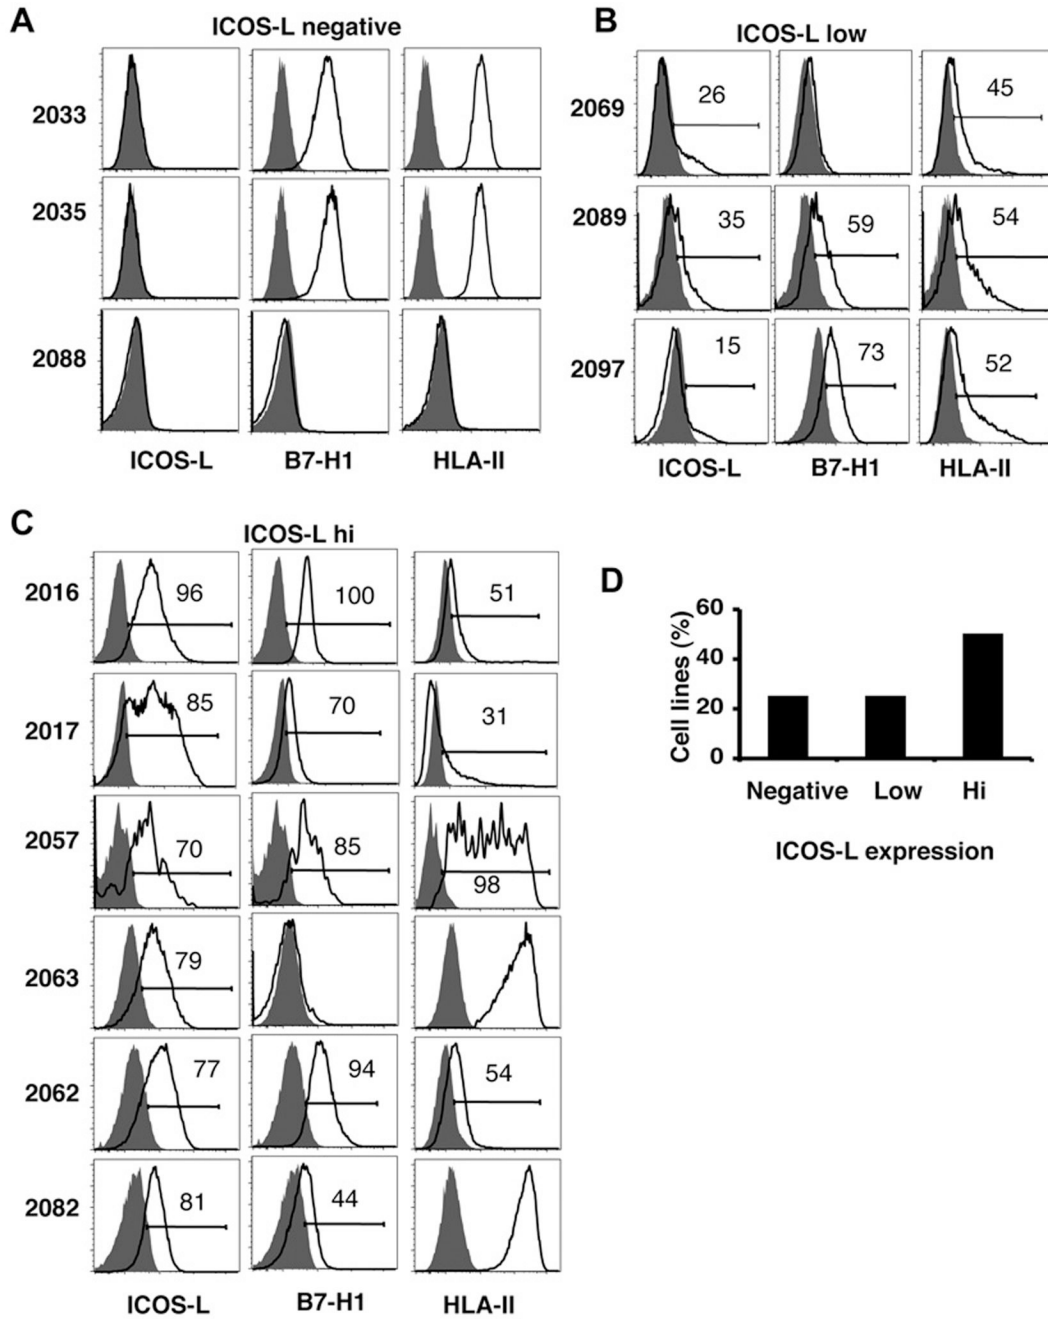 A
ICOS-L negative
2033
2035
2088
ICOS-L B7-H1 HLA-II
B
ICOS-L low
2069 26 45
2089 35 59 54
2097 15 73 52
ICOS-L B7-H1 HLA-II
C
ICOS-L hi
2016 96 100 51
2017 85 70 31
2057 70 85 98
2063 79
2062 77 94 54
2082 81 44
ICOS-L B7-H1 HLA-II
D
Cell lines (%)
60
40
20
0
Negative Low Hi
ICOS-L expression